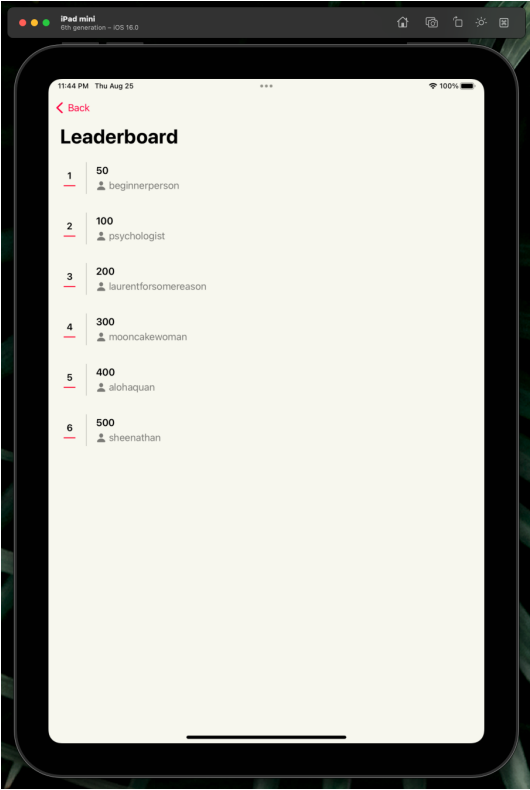 iPad mini
6th generation – iOS 16.0
11:44 PM Thu Aug 25
100%
Back
Leaderboard
1
50
beginnerperson
2
100
psychologist
3
200
laurentforsomereason
4
300
mooncakewoman
5
400
alohaquan
6
500
sheenathan